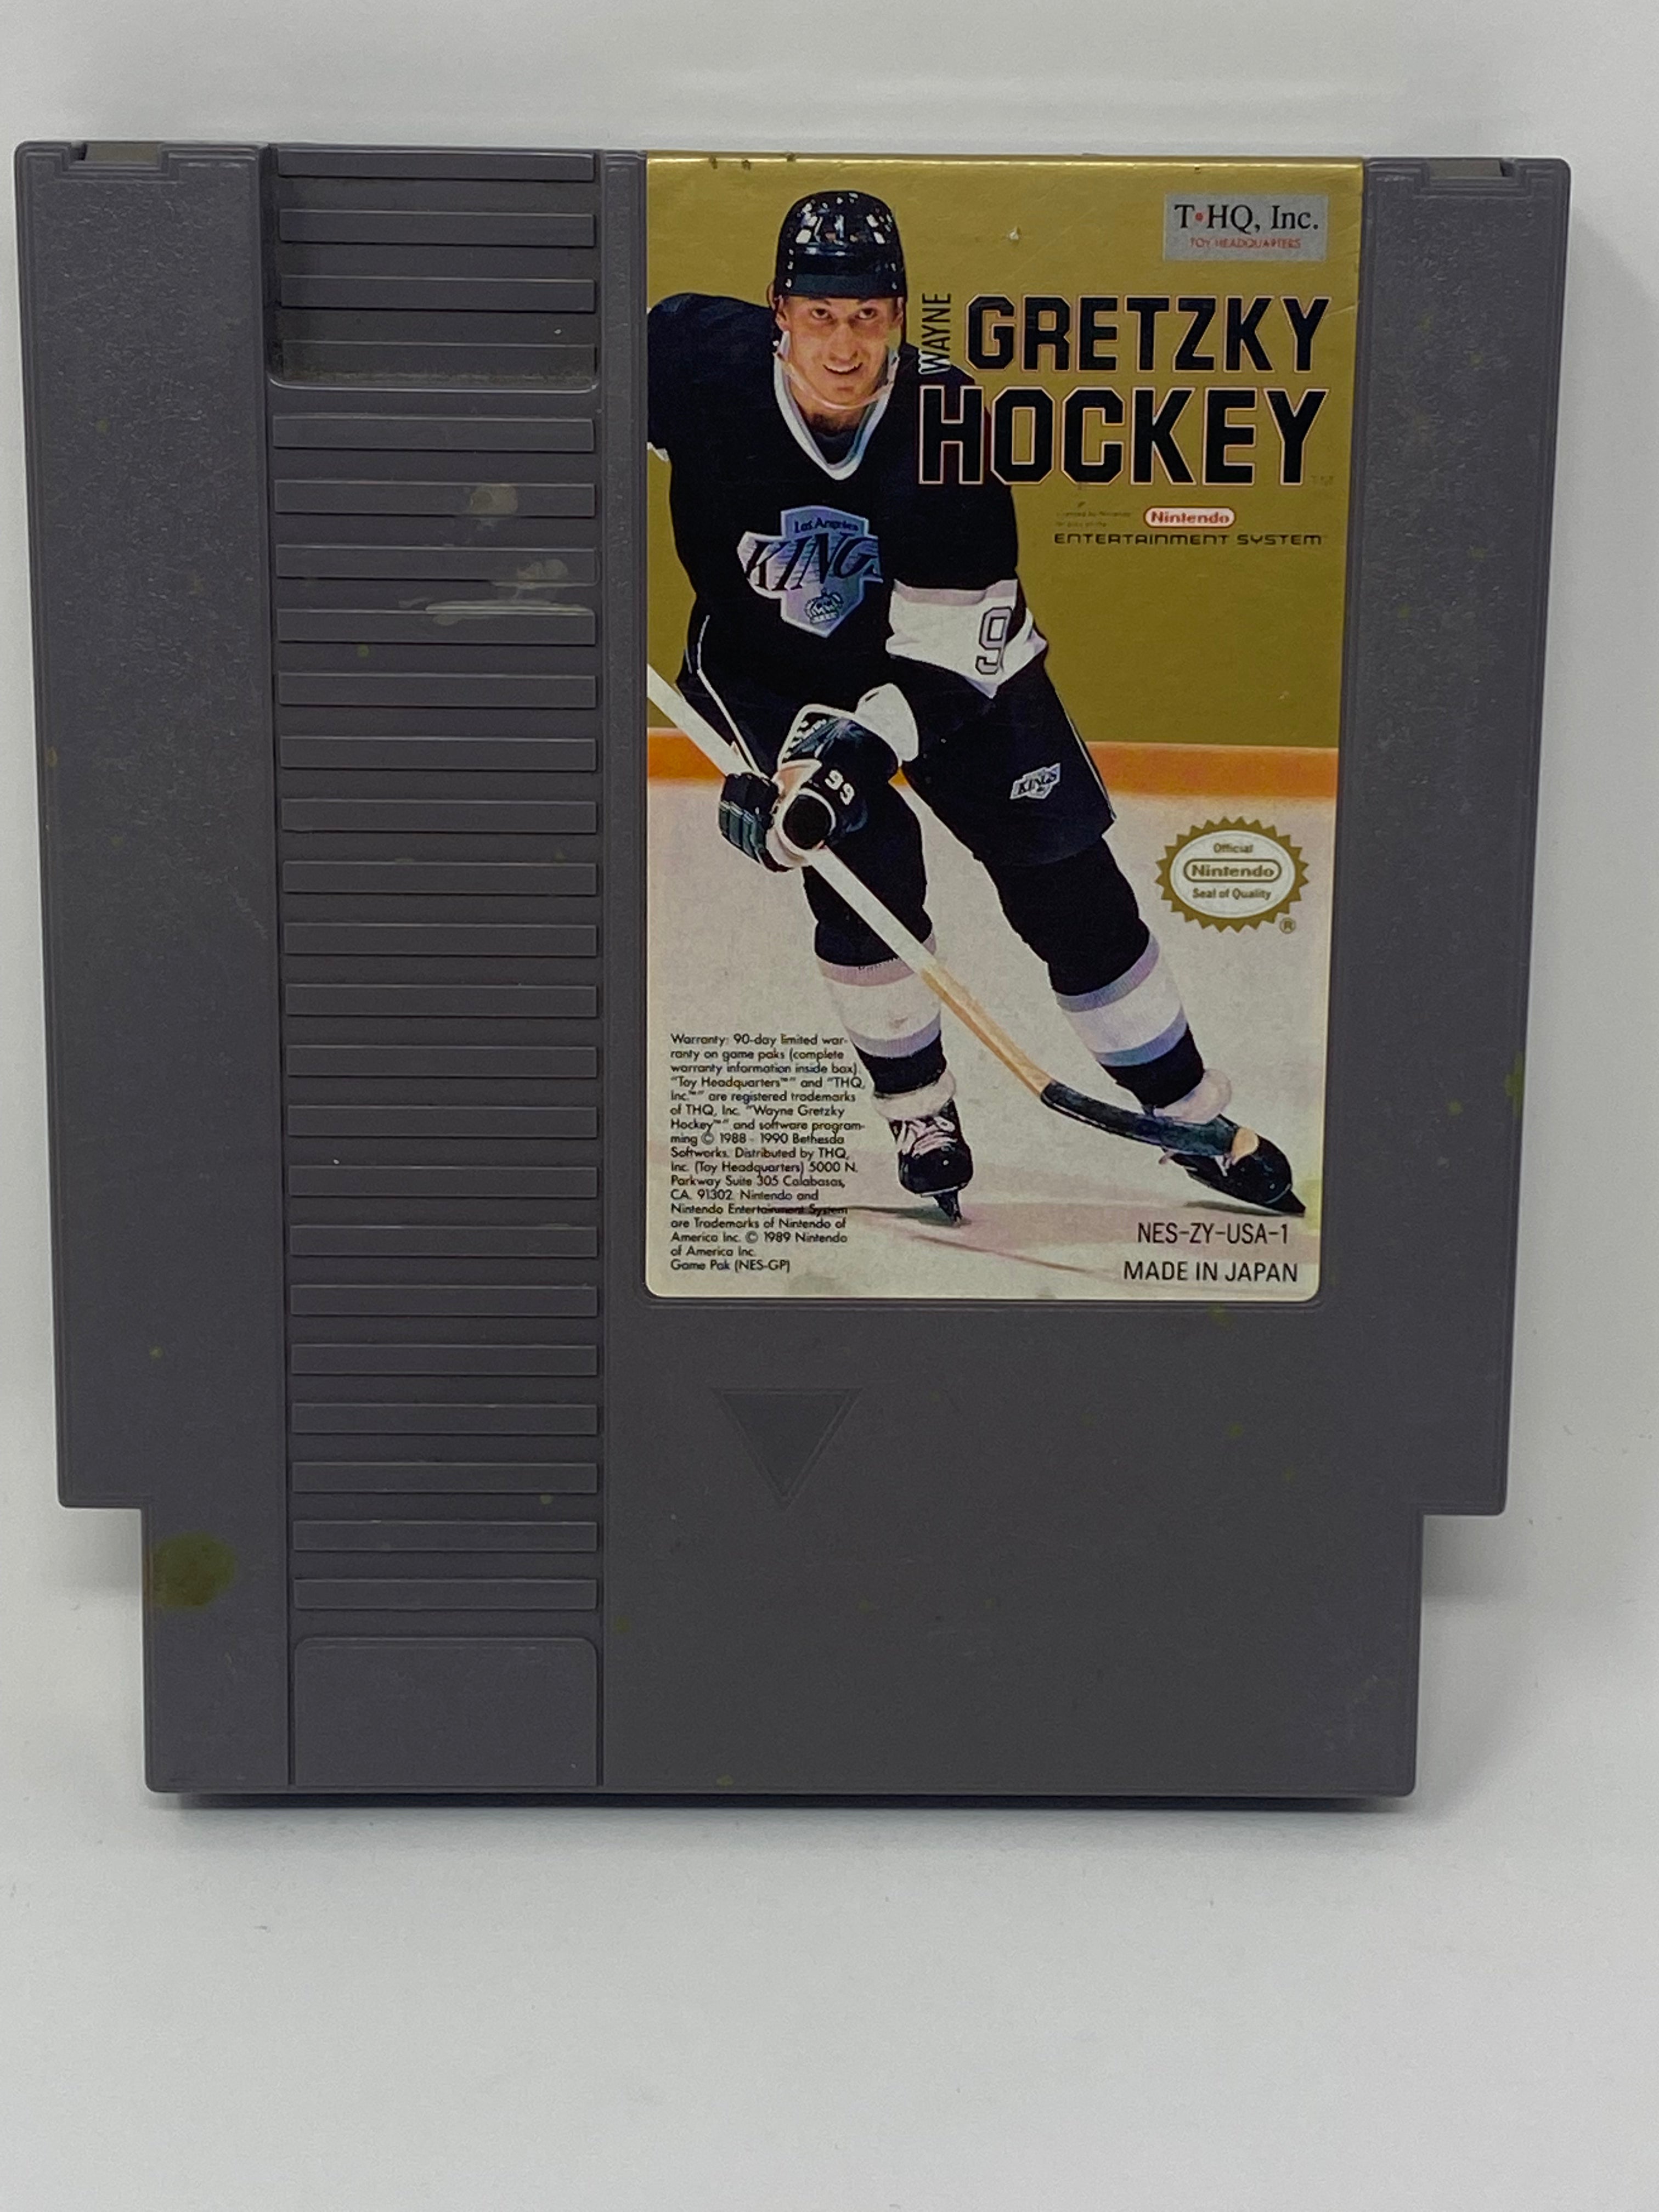 T•HQ, Inc.
TOY HEADQUARTERS
WAYNE
GRETZKY
HOCKEY
Nintendo
ENTERTAINMENT SYSTEM
Los Angeles
KINGS
9
99
KINGS
Official
Nintendo
Seal of Quality
®
Warranty: 90-day limited war-
ranty on game paks (complete
warranty information inside box)
"Toy Headquarters™" and "THQ,
Inc.™" are registered trademarks
of THQ, Inc. "Wayne Gretzky
Hockey™" and software program-
ming © 1988 - 1990 Bethesda
Softworks. Distributed by THQ,
Inc. (Toy Headquarters) 5000 N.
Parkway Suite 305 Calabasas,
CA. 91302. Nintendo and
Nintendo Entertainment System
are Trademarks of Nintendo of
America Inc. © 1989 Nintendo
of America Inc.
Game Pak (NES-GP)
NES-ZY-USA-1
MADE IN JAPAN